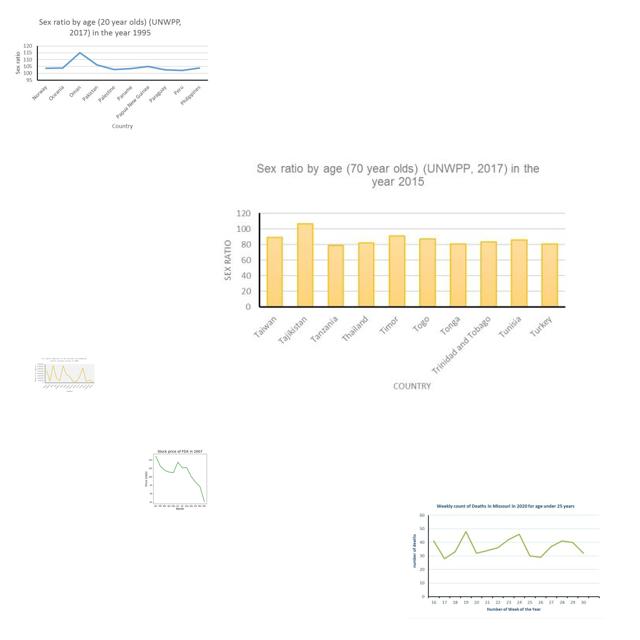 Sex ratio by age (20 year olds) (UNWPP,
2017) in the year 1995
120
115
110
105
100
95
Sex ratio
Norway
Oceania
Oman
Pakistan
Palestine
Panama
Papua New Guinea
Paraguay
Peru
Philippines
Country
Sex ratio by age (70 year olds) (UNWPP, 2017) in the
year 2015
120
100
80
60
40
20
0
SEX RATIO
Taiwan
Tajikistan
Tanzania
Thailand
Timor
Togo
Tonga
Trinidad and Tobago
Tunisia
Turkey
COUNTRY
Stock price of FDA in 2007
Month
Weekly count of Deaths in Missouri in 2020 for age under 25 years
60
50
40
30
20
10
0
number of deaths
16 17 18 19 20 21 22 23 24 25 26 27 28 29 30
Number of Week of the Year